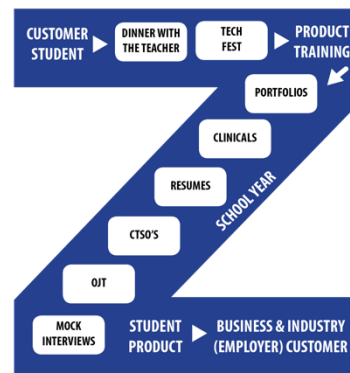 CUSTOMER
STUDENT
DINNER WITH
THE TEACHER
TECH
FEST
PRODUCT
TRAINING
PORTFOLIOS
CLINICALS
RESUMES
SCHOOL YEAR
CTSO'S
OJT
MOCK
INTERVIEWS
STUDENT
PRODUCT
BUSINESS & INDUSTRY
(EMPLOYER) CUSTOMER